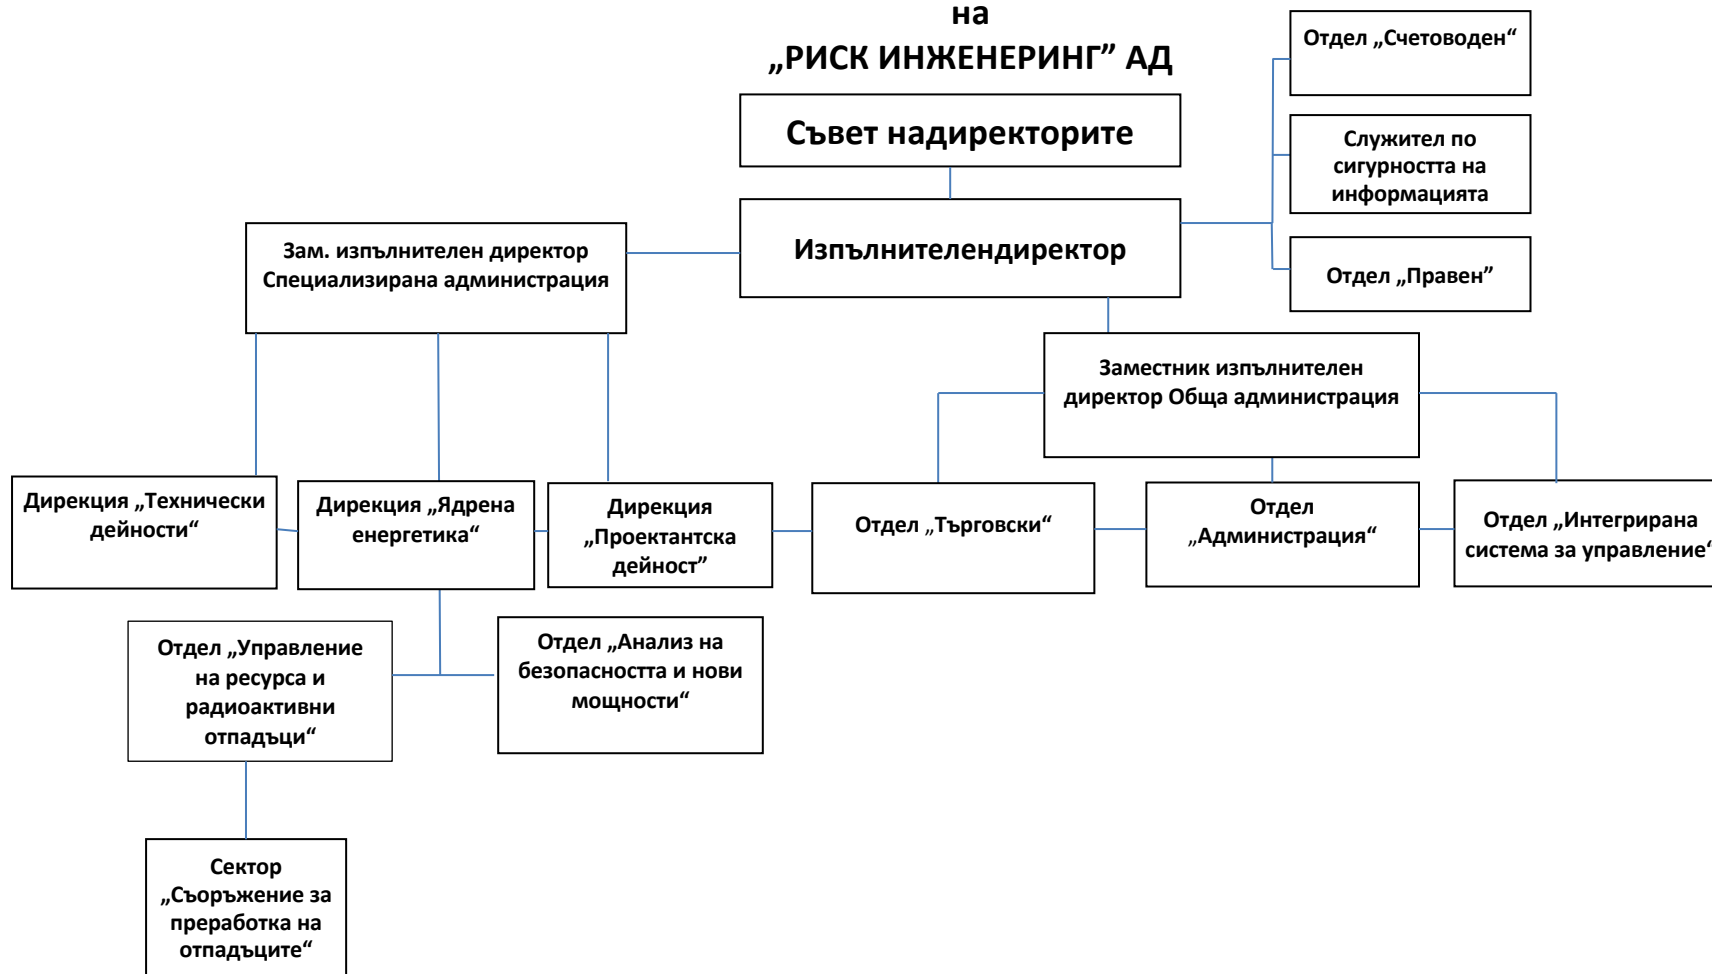 на
„РИСК ИНЖЕНЕРИНГ” АД
Съвет надиректорите
Изпълнителендиректор
Отдел „Счетоводен“
Служител по
сигурността на
информацията
Отдел „Правен”
Зам. изпълнителен директор
Специализирана администрация
Заместник изпълнителен
директор Обща администрация
Дирекция „Технически
дейности“
Дирекция „Ядрена
енергетика“
Дирекция
„Проектантска
дейност”
Отдел „Търговски“
Отдел
„Администрация“
Отдел „Интегрирана
система за управление“
Отдел „Управление
на ресурса и
радиоактивни
отпадъци“
Отдел „Анализ на
безопасността и нови
мощности“
Сектор
„Съоръжение за
преработка на
отпадъците“